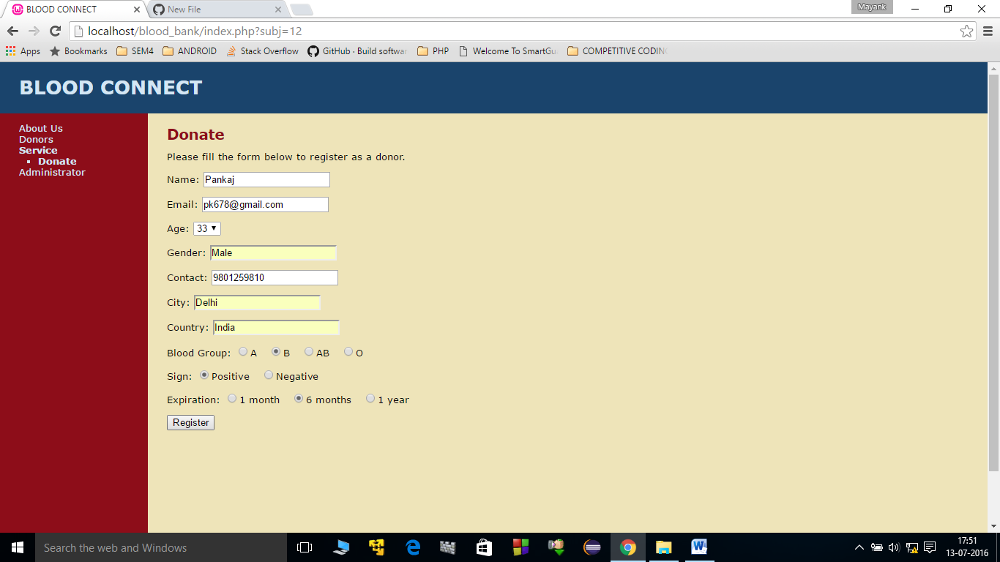 BLOOD CONNECT
New File
Mayank
localhost/blood_bank/index.php?subj=12
Apps Bookmarks SEM4 ANDROID Stack Overflow GitHub · Build softwar PHP Welcome To SmartGu COMPETITIVE CODING
BLOOD CONNECT
About Us
Donors
Service
Donate
Administrator
Donate
Please fill the form below to register as a donor.
Name: Pankaj
Email: pk678@gmail.com
Age: 33
Gender: Male
Contact: 9801259810
City: Delhi
Country: India
Blood Group: A B AB O
Sign: Positive Negative
Expiration: 1 month 6 months 1 year
Register
Search the web and Windows
17:51
13-07-2016